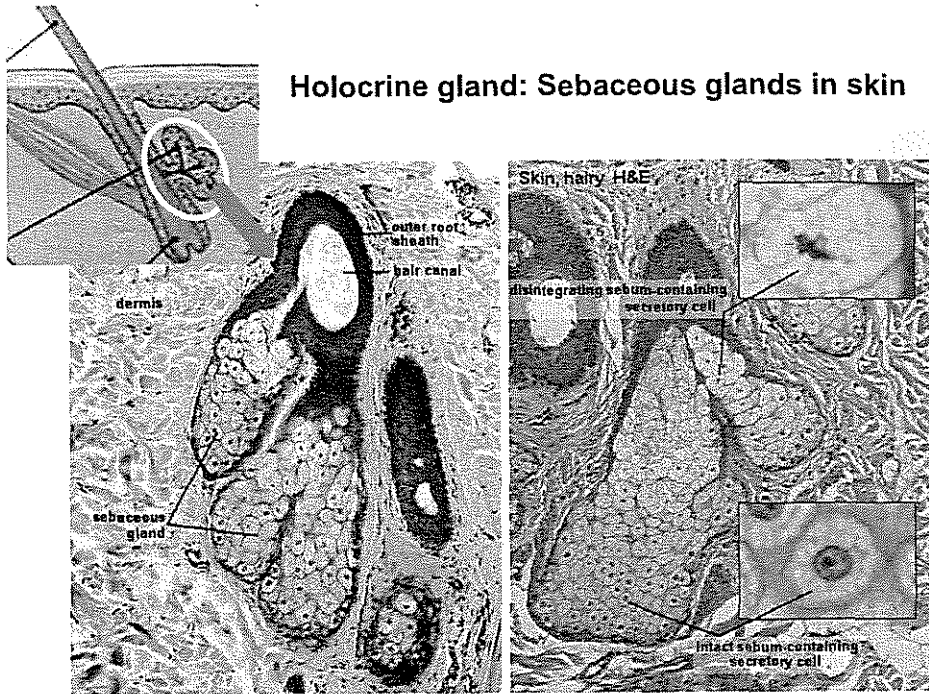 Holocrine gland: Sebaceous glands in skin
outer root
sheath
hair canal
dermis
sebaceous
gland
Skin, hairy H&E
disintegrating sebum-containing
secretory cell
intact sebum-containing
secretory cell